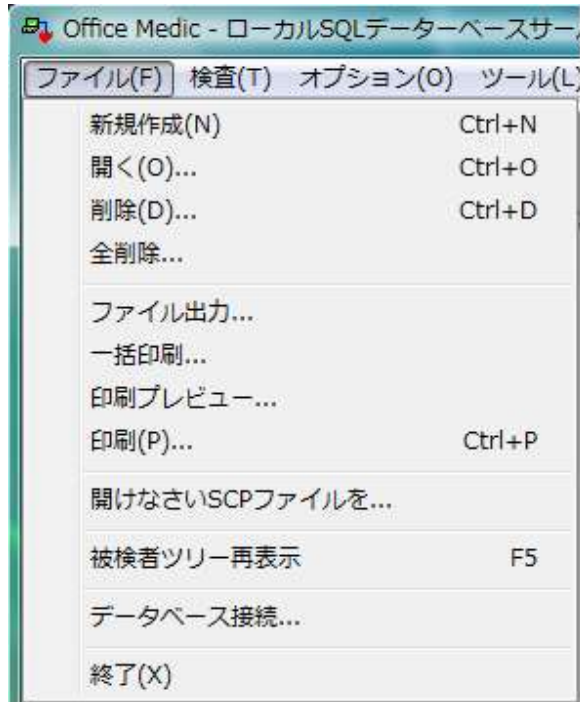 Office Medic - ローカルSQLデーターベースサー
ファイル(F) 検査(T) オプション(O) ツール(L)
新規作成(N) Ctrl+N
開く(O)... Ctrl+O
削除(D)... Ctrl+D
全削除...
ファイル出力...
一括印刷...
印刷プレビュー...
印刷(P)... Ctrl+P
開けなさいSCPファイルを...
被検者ツリー再表示 F5
データベース接続...
終了(X)